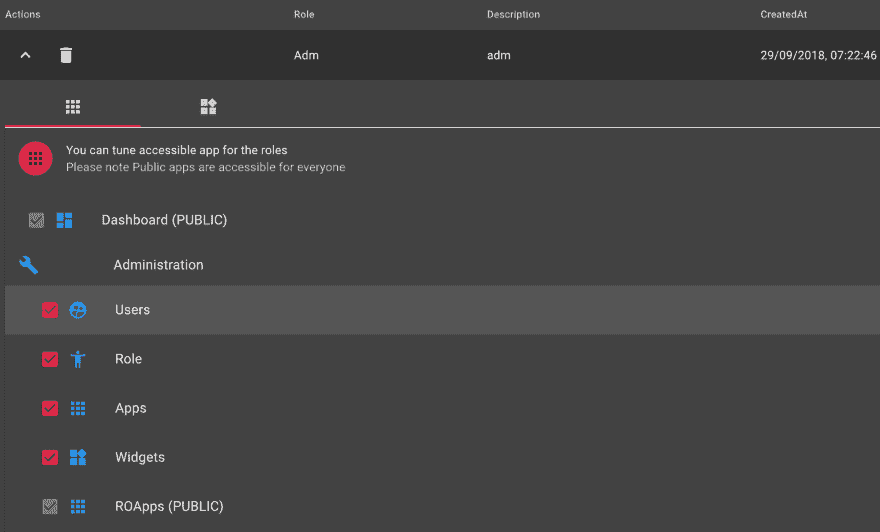 Actions Role Description CreatedAt
Adm adm 29/09/2018, 07:22:46
You can tune accessible app for the roles
Please note Public apps are accessible for everyone
Dashboard (PUBLIC)
Administration
Users
Role
Apps
Widgets
ROApps (PUBLIC)